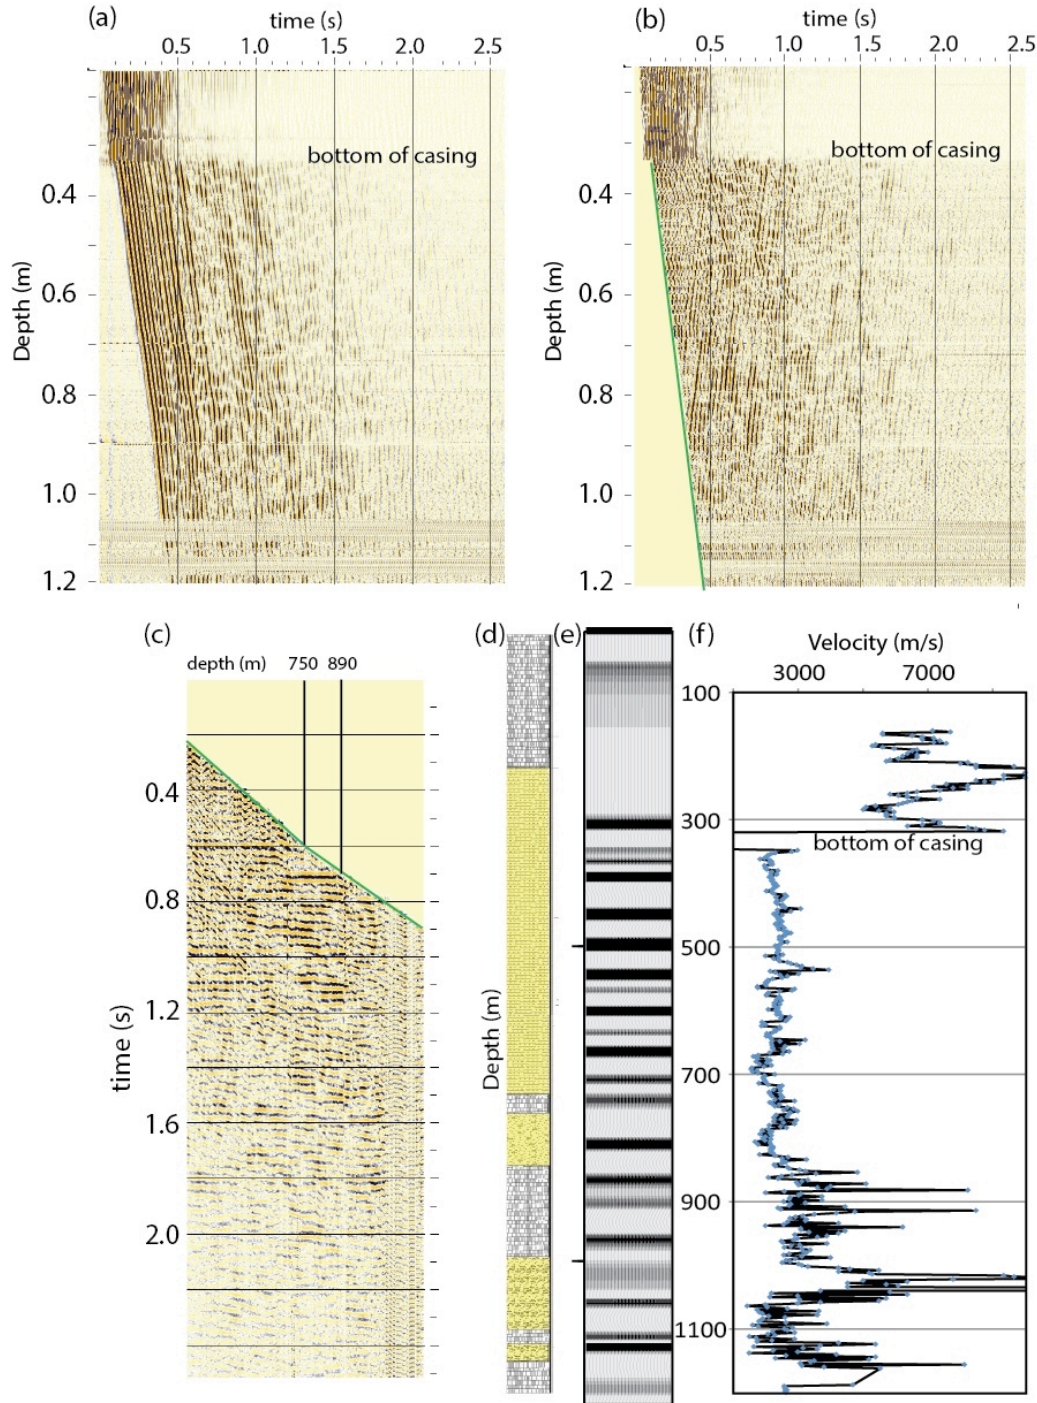 (a)
time (s)
0.5 1.0 1.5 2.0 2.5
bottom of casing
Depth (m)
0.4
0.6
0.8
1.0
1.2
(b)
time (s)
0.5 1.0 1.5 2.0 2.5
bottom of casing
Depth (m)
0.4
0.6
0.8
1.0
1.2
(c)
depth (m) 750 890
time (s)
0.4
0.8
1.2
1.6
2.0
(d)
Depth (m)
(e)
(f)
Velocity (m/s)
3000 7000
100
300
bottom of casing
500
700
900
1100